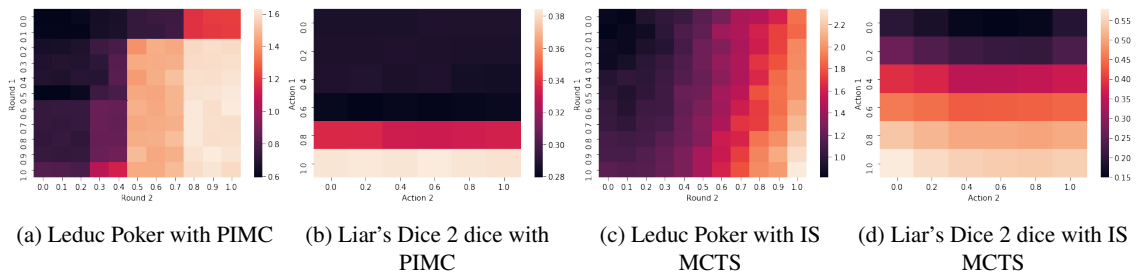 0.0 0.1 0.2 0.3 0.4 0.5 0.6 0.7 0.8 0.9 1.0
Round 1
0.0 0.1 0.2 0.3 0.4 0.5 0.6 0.7 0.8 0.9 1.0
Round 2
1.6
1.4
1.2
1.0
0.8
0.6
(a) Leduc Poker with PIMC
0.0 0.2 0.4 0.6 0.8 1.0
Action 1
0.0 0.2 0.4 0.6 0.8 1.0
Action 2
0.38
0.36
0.34
0.32
0.30
0.28
(b) Liar's Dice 2 dice with
PIMC
0.0 0.1 0.2 0.3 0.4 0.5 0.6 0.7 0.8 0.9 1.0
Round 1
0.0 0.1 0.2 0.3 0.4 0.5 0.6 0.7 0.8 0.9 1.0
Round 2
2.2
2.0
1.8
1.6
1.4
1.2
1.0
(c) Leduc Poker with IS
MCTS
0.0 0.2 0.4 0.6 0.8 1.0
Action 1
0.0 0.2 0.4 0.6 0.8 1.0
Action 2
0.55
0.50
0.45
0.40
0.35
0.30
0.25
0.20
0.15
(d) Liar's Dice 2 dice with IS
MCTS